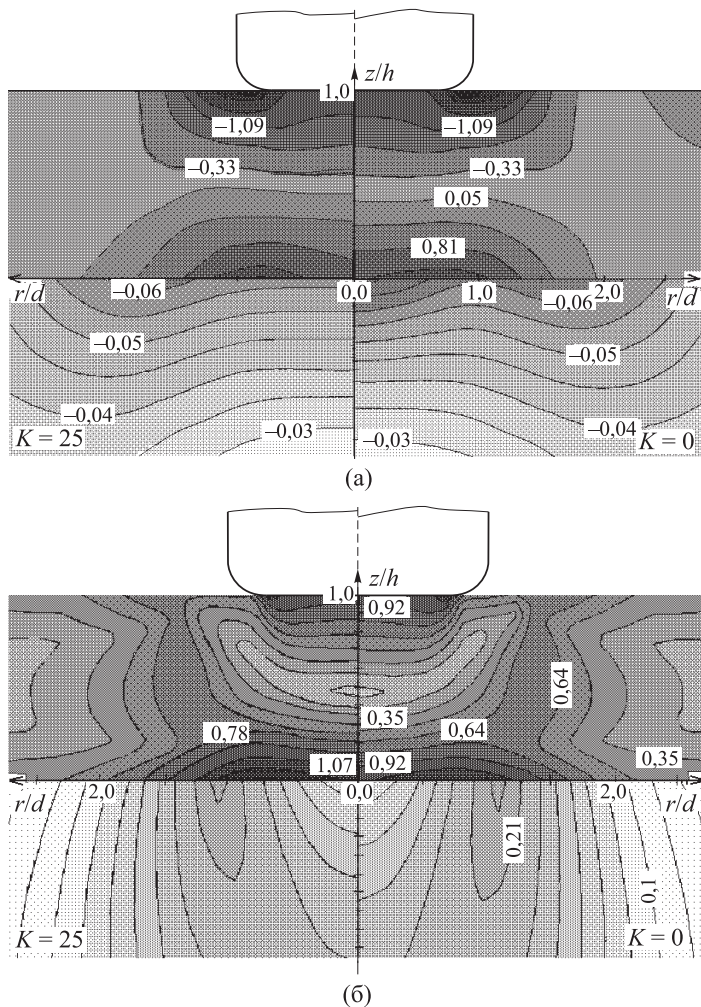 z/h
1,0
−1,09 −1,09
−0,33 −0,33
0,05
0,81
r/d −0,06 0,0 1,0 −0,06 2,0 r/d
−0,05 −0,05
−0,04 −0,04
K = 25 −0,03 −0,03 K = 0
(а)
z/h
1,0 0,92
0,64
0,35
0,78 0,64
1,07 0,92 0,35
r/d 2,0 0,0 2,0 r/d
0,21
0,1
K = 25 K = 0
(б)